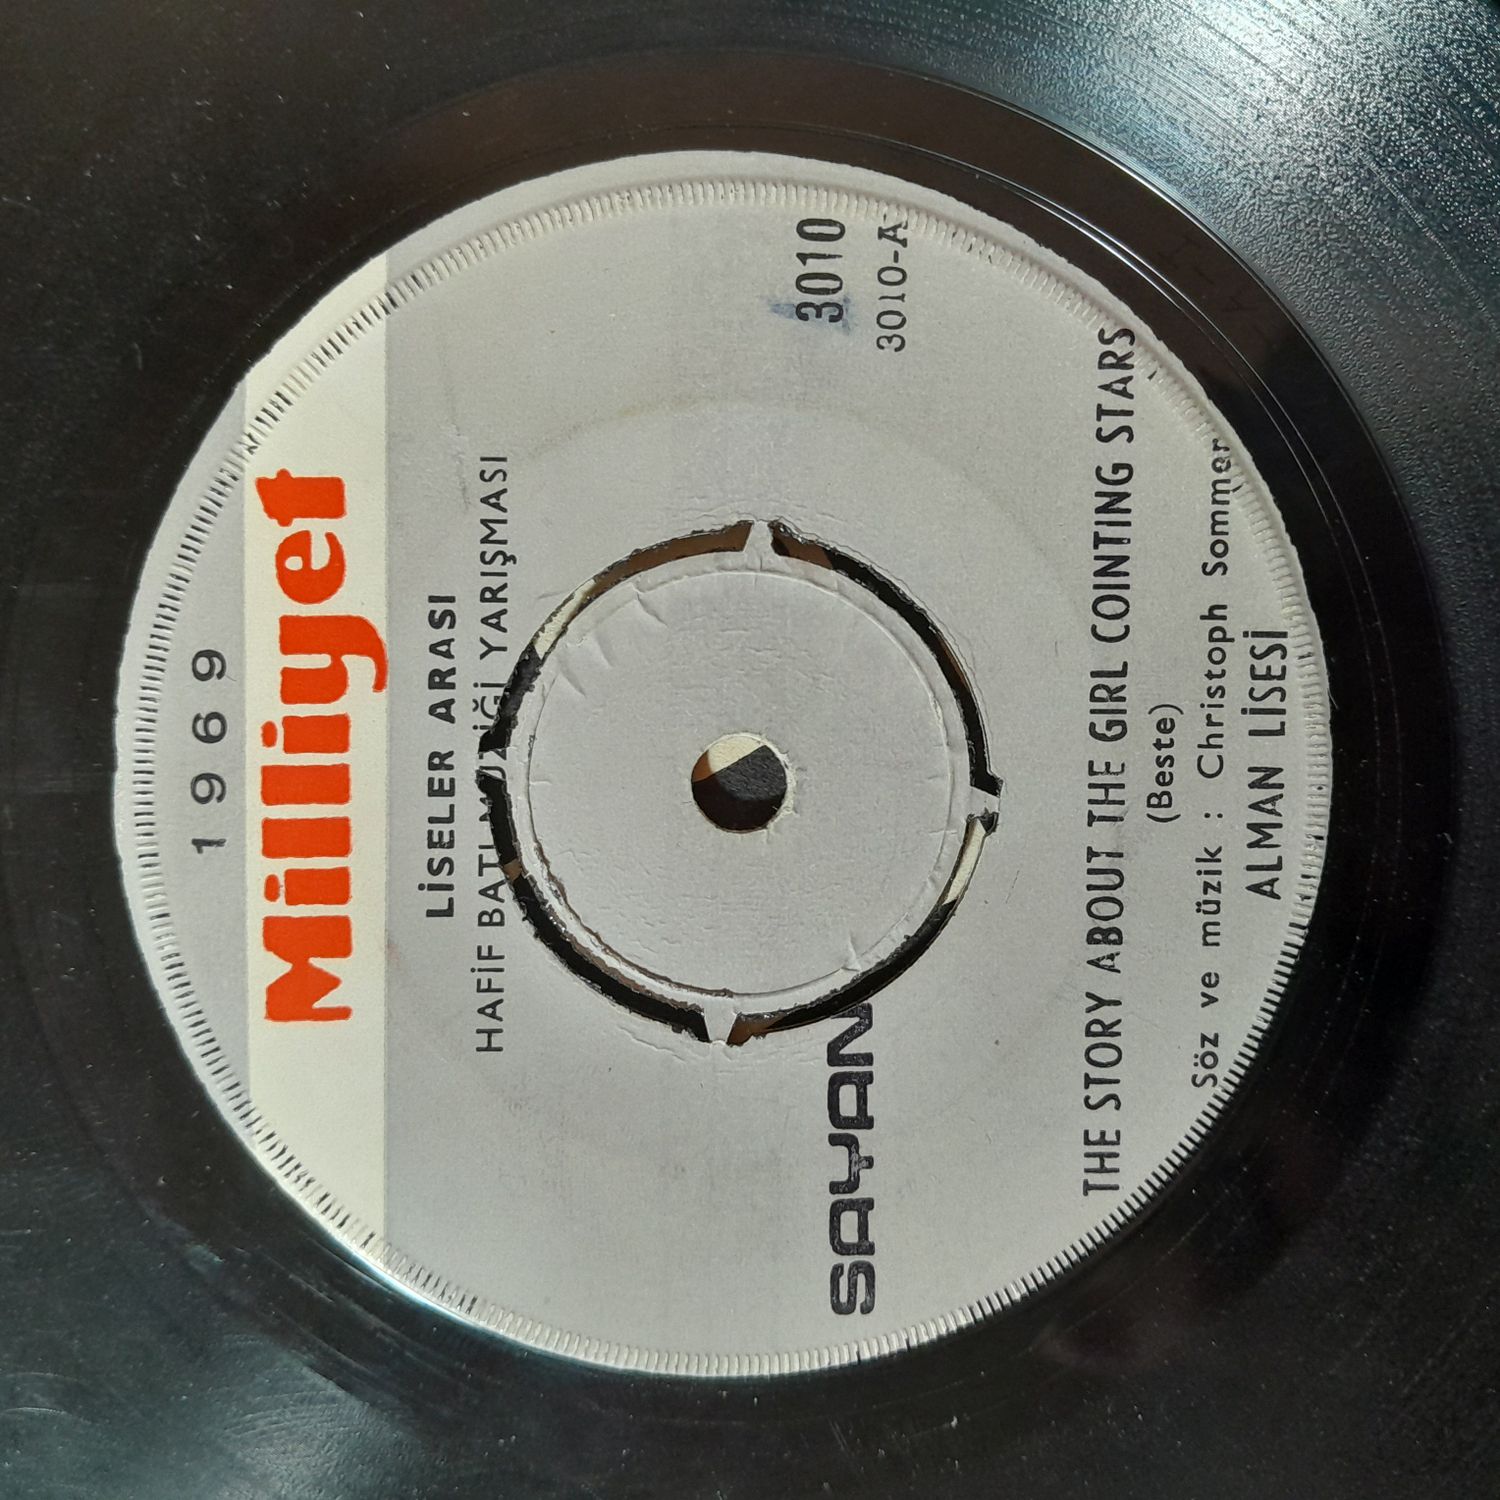 1969
Milliyet
LİSELER ARASI
HAFİF BATI MÜZİĞİ YARIŞMASI
SAYAN
3010
3010-A
THE STORY ABOUT THE GIRL COINTING STARS
(Beste)
Söz ve müzik : Christoph Sommer
ALMAN LİSESİ